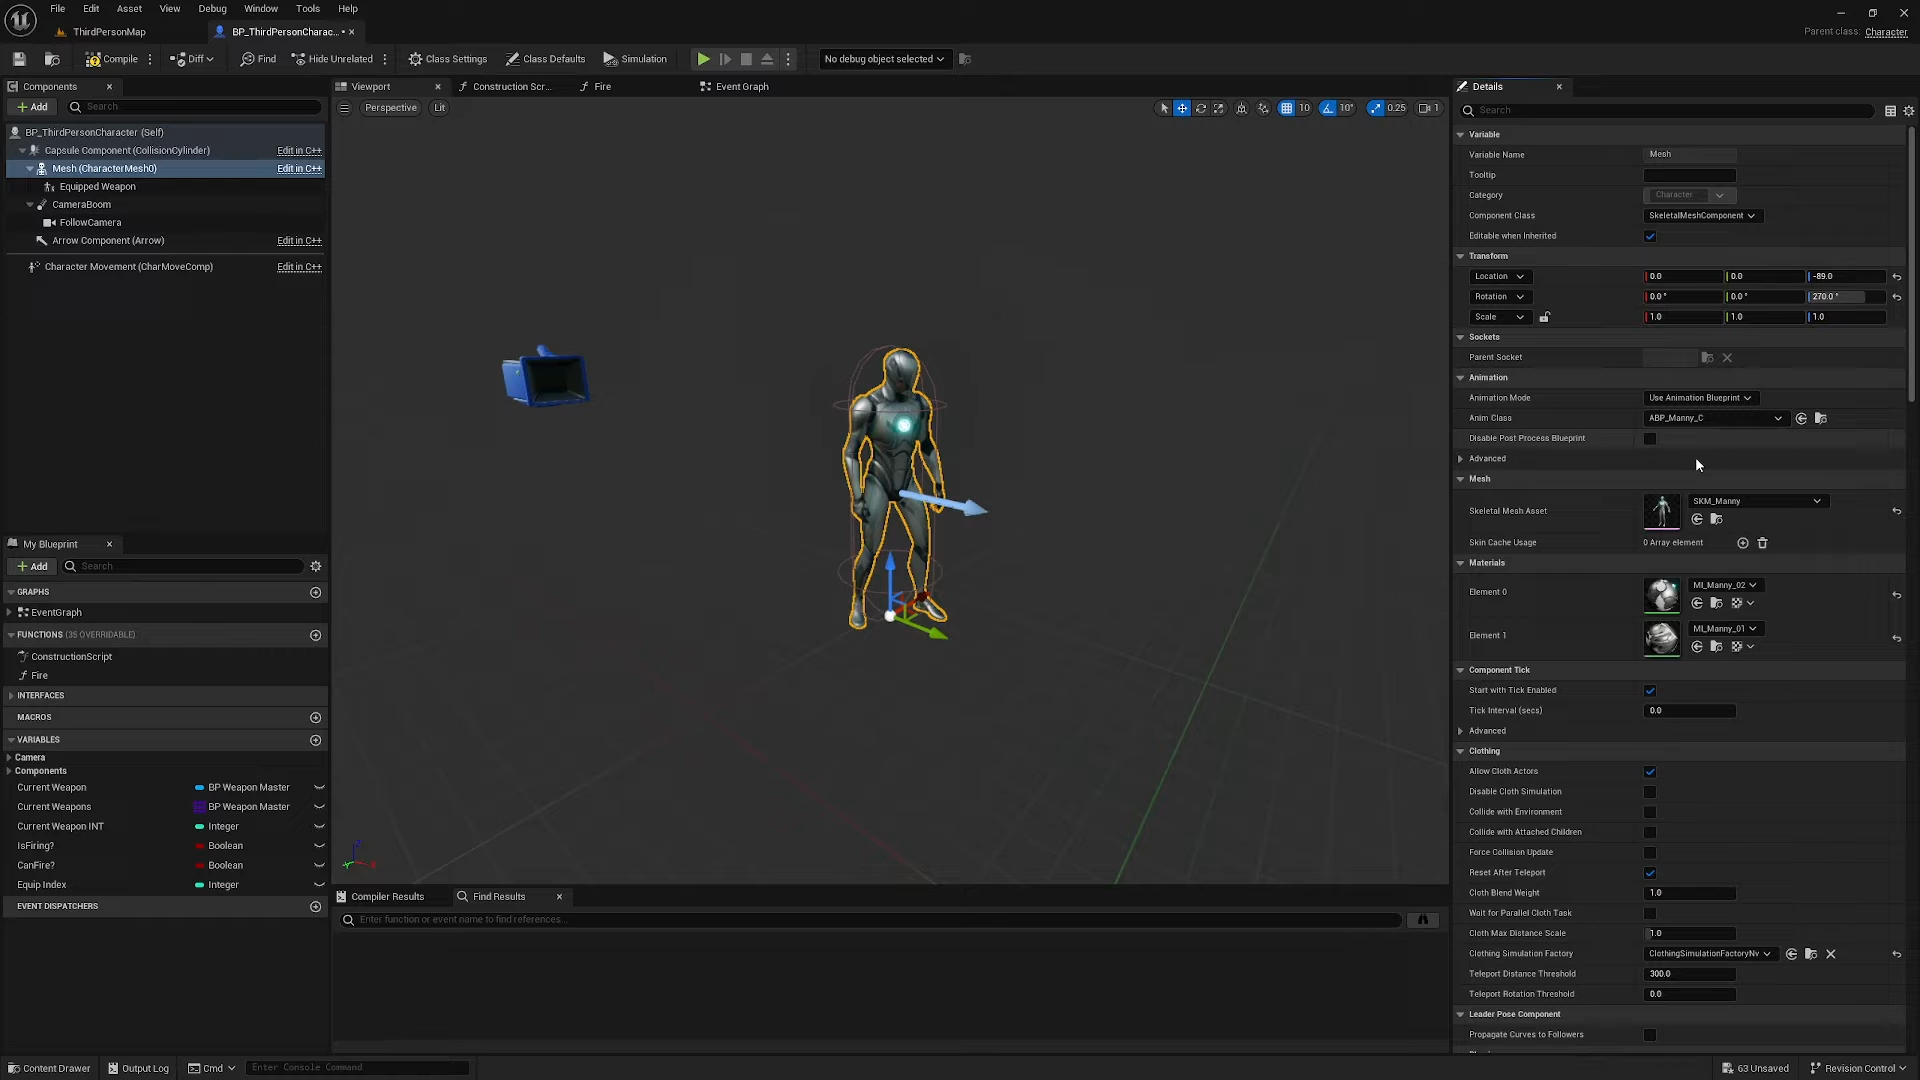 File Edit Asset View Debug Window Tools Help
ThirdPersonMap
BP_ThirdPersonCharac... •
Parent class: Character
Compile
Diff
Find
Hide Unrelated
Class Settings
Class Defaults
Simulation
No debug object selected
Components
Add
Search
BP_ThirdPersonCharacter (Self)
Capsule Component (CollisionCylinder) Edit in C++
Mesh (CharacterMesh0) Edit in C++
Equipped Weapon
CameraBoom
FollowCamera
Arrow Component (Arrow) Edit in C++
Character Movement (CharMoveComp) Edit in C++
My Blueprint
Add
Search
GRAPHS
EventGraph
FUNCTIONS (35 OVERRIDABLE)
ConstructionScript
Fire
INTERFACES
MACROS
VARIABLES
Camera
Components
Current Weapon BP Weapon Master
Current Weapons BP Weapon Master
Current Weapon INT Integer
IsFiring? Boolean
CanFire? Boolean
Equip Index Integer
EVENT DISPATCHERS
Viewport
Construction Scr...
Fire
Event Graph
Perspective
Lit
10
10°
0.25
1
Z
X
Compiler Results
Find Results
Enter function or event name to find references...
Details
Search
Variable
Variable Name Mesh
Tooltip
Category Character
Component Class SkeletalMeshComponent
Editable when Inherited
Transform
Location 0.0 0.0 -89.0
Rotation 0.0° 0.0° 270.0°
Scale 1.0 1.0 1.0
Sockets
Parent Socket
Animation
Animation Mode Use Animation Blueprint
Anim Class ABP_Manny_C
Disable Post Process Blueprint
Advanced
Mesh
Skeletal Mesh Asset SKM_Manny
Skin Cache Usage 0 Array element
Materials
Element 0 MI_Manny_02
Element 1 MI_Manny_01
Component Tick
Start with Tick Enabled
Tick Interval (secs) 0.0
Advanced
Clothing
Allow Cloth Actors
Disable Cloth Simulation
Collide with Environment
Collide with Attached Children
Force Collision Update
Reset After Teleport
Cloth Blend Weight 1.0
Wait for Parallel Cloth Task
Cloth Max Distance Scale 1.0
Clothing Simulation Factory ClothingSimulationFactoryNv
Teleport Distance Threshold 300.0
Teleport Rotation Threshold 0.0
Leader Pose Component
Propagate Curves to Followers
Content Drawer
Output Log
Cmd
Enter Console Command
63 Unsaved
Revision Control